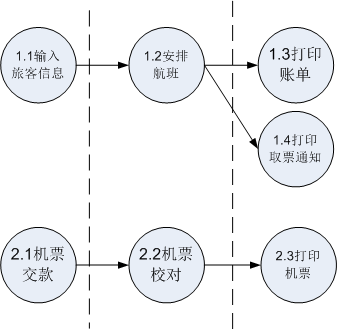 1.1输入
旅客信息
1.2安排
航班
1.3打印
账单
1.4打印
取票通知
2.1机票
交款
2.2机票
校对
2.3打印
机票